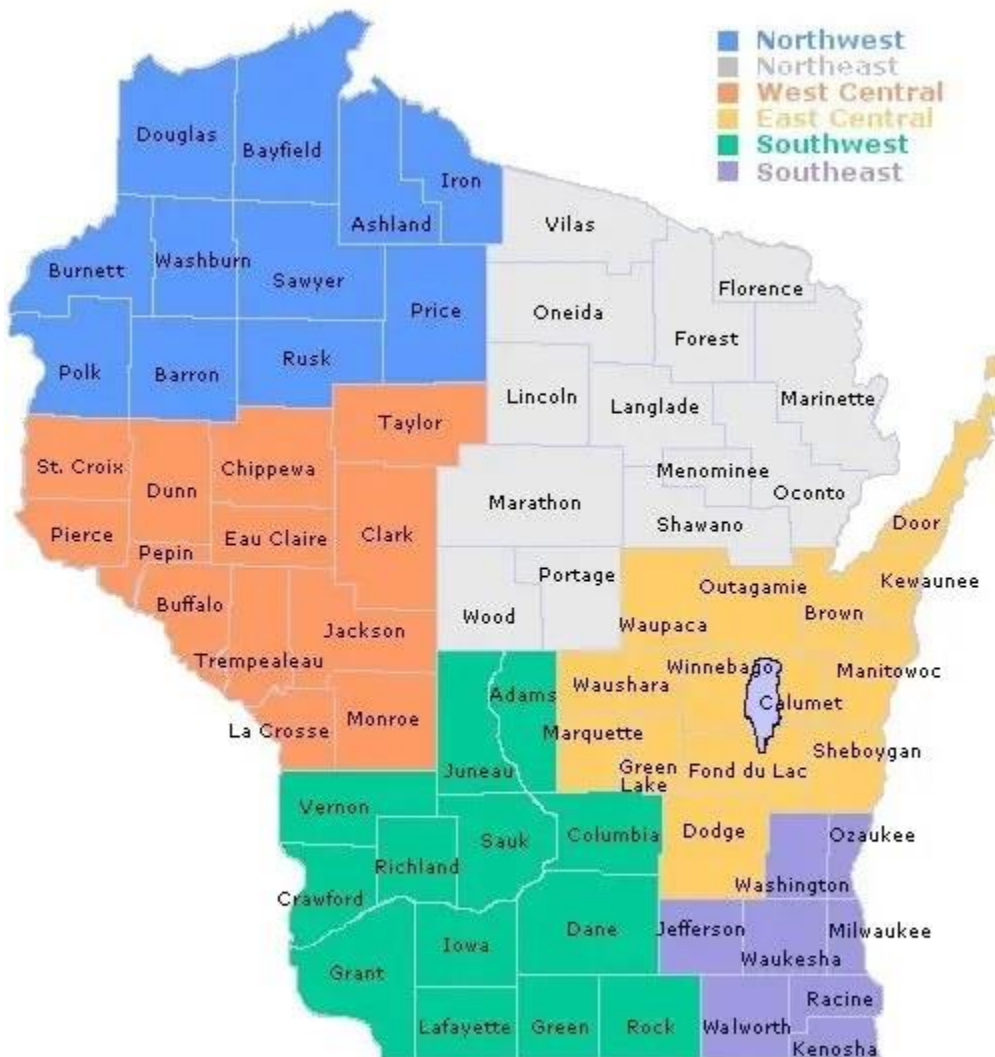 Northwest
Northeast
West Central
East Central
Southwest
Southeast
Douglas
Bayfield
Iron
Ashland
Vilas
Burnett
Washburn
Sawyer
Price
Oneida
Florence
Forest
Polk
Barron
Rusk
Lincoln
Langlade
Marinette
Taylor
St. Croix
Dunn
Chippewa
Menominee
Oconto
Marathon
Shawano
Door
Pierce
Pepin
Eau Claire
Clark
Portage
Outagamie
Kewaunee
Buffalo
Wood
Waupaca
Brown
Jackson
Trempealeau
Winnebago
Manitowoc
Waushara
Adams
Calumet
La Crosse
Monroe
Marquette
Sheboygan
Juneau
Green
Lake
Fond du Lac
Vernon
Sauk
Columbia
Dodge
Ozaukee
Richland
Crawford
Washington
Dane
Jefferson
Milwaukee
Iowa
Waukesha
Grant
Racine
Lafayette
Green
Rock
Walworth
Kenosha